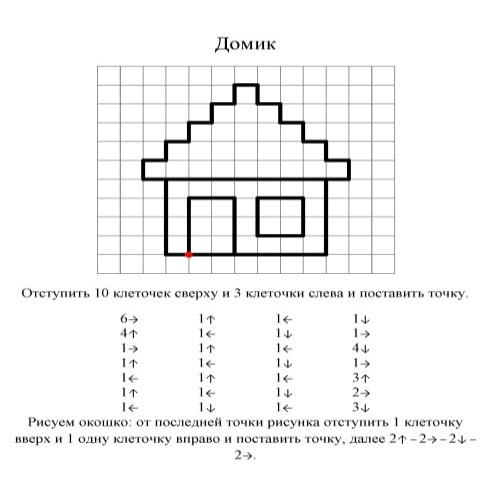 Домик
Отступить 10 клеточек сверху и 3 клеточки слева и поставить точку.
6→ 1↑ 1← 1↓
4↑ 1← 1↓ 1→
1→ 1↑ 1← 4↓
1↑ 1← 1↓ 1→
1← 1↑ 1← 3↑
1↑ 1← 1↓ 2→
1← 1↓ 1← 3↓
Рисуем окошко: от последней точки рисунка отступить 1 клеточку
вверх и 1 одну клеточку вправо и поставить точку, далее 2↑ – 2→ – 2↓ –
2→.